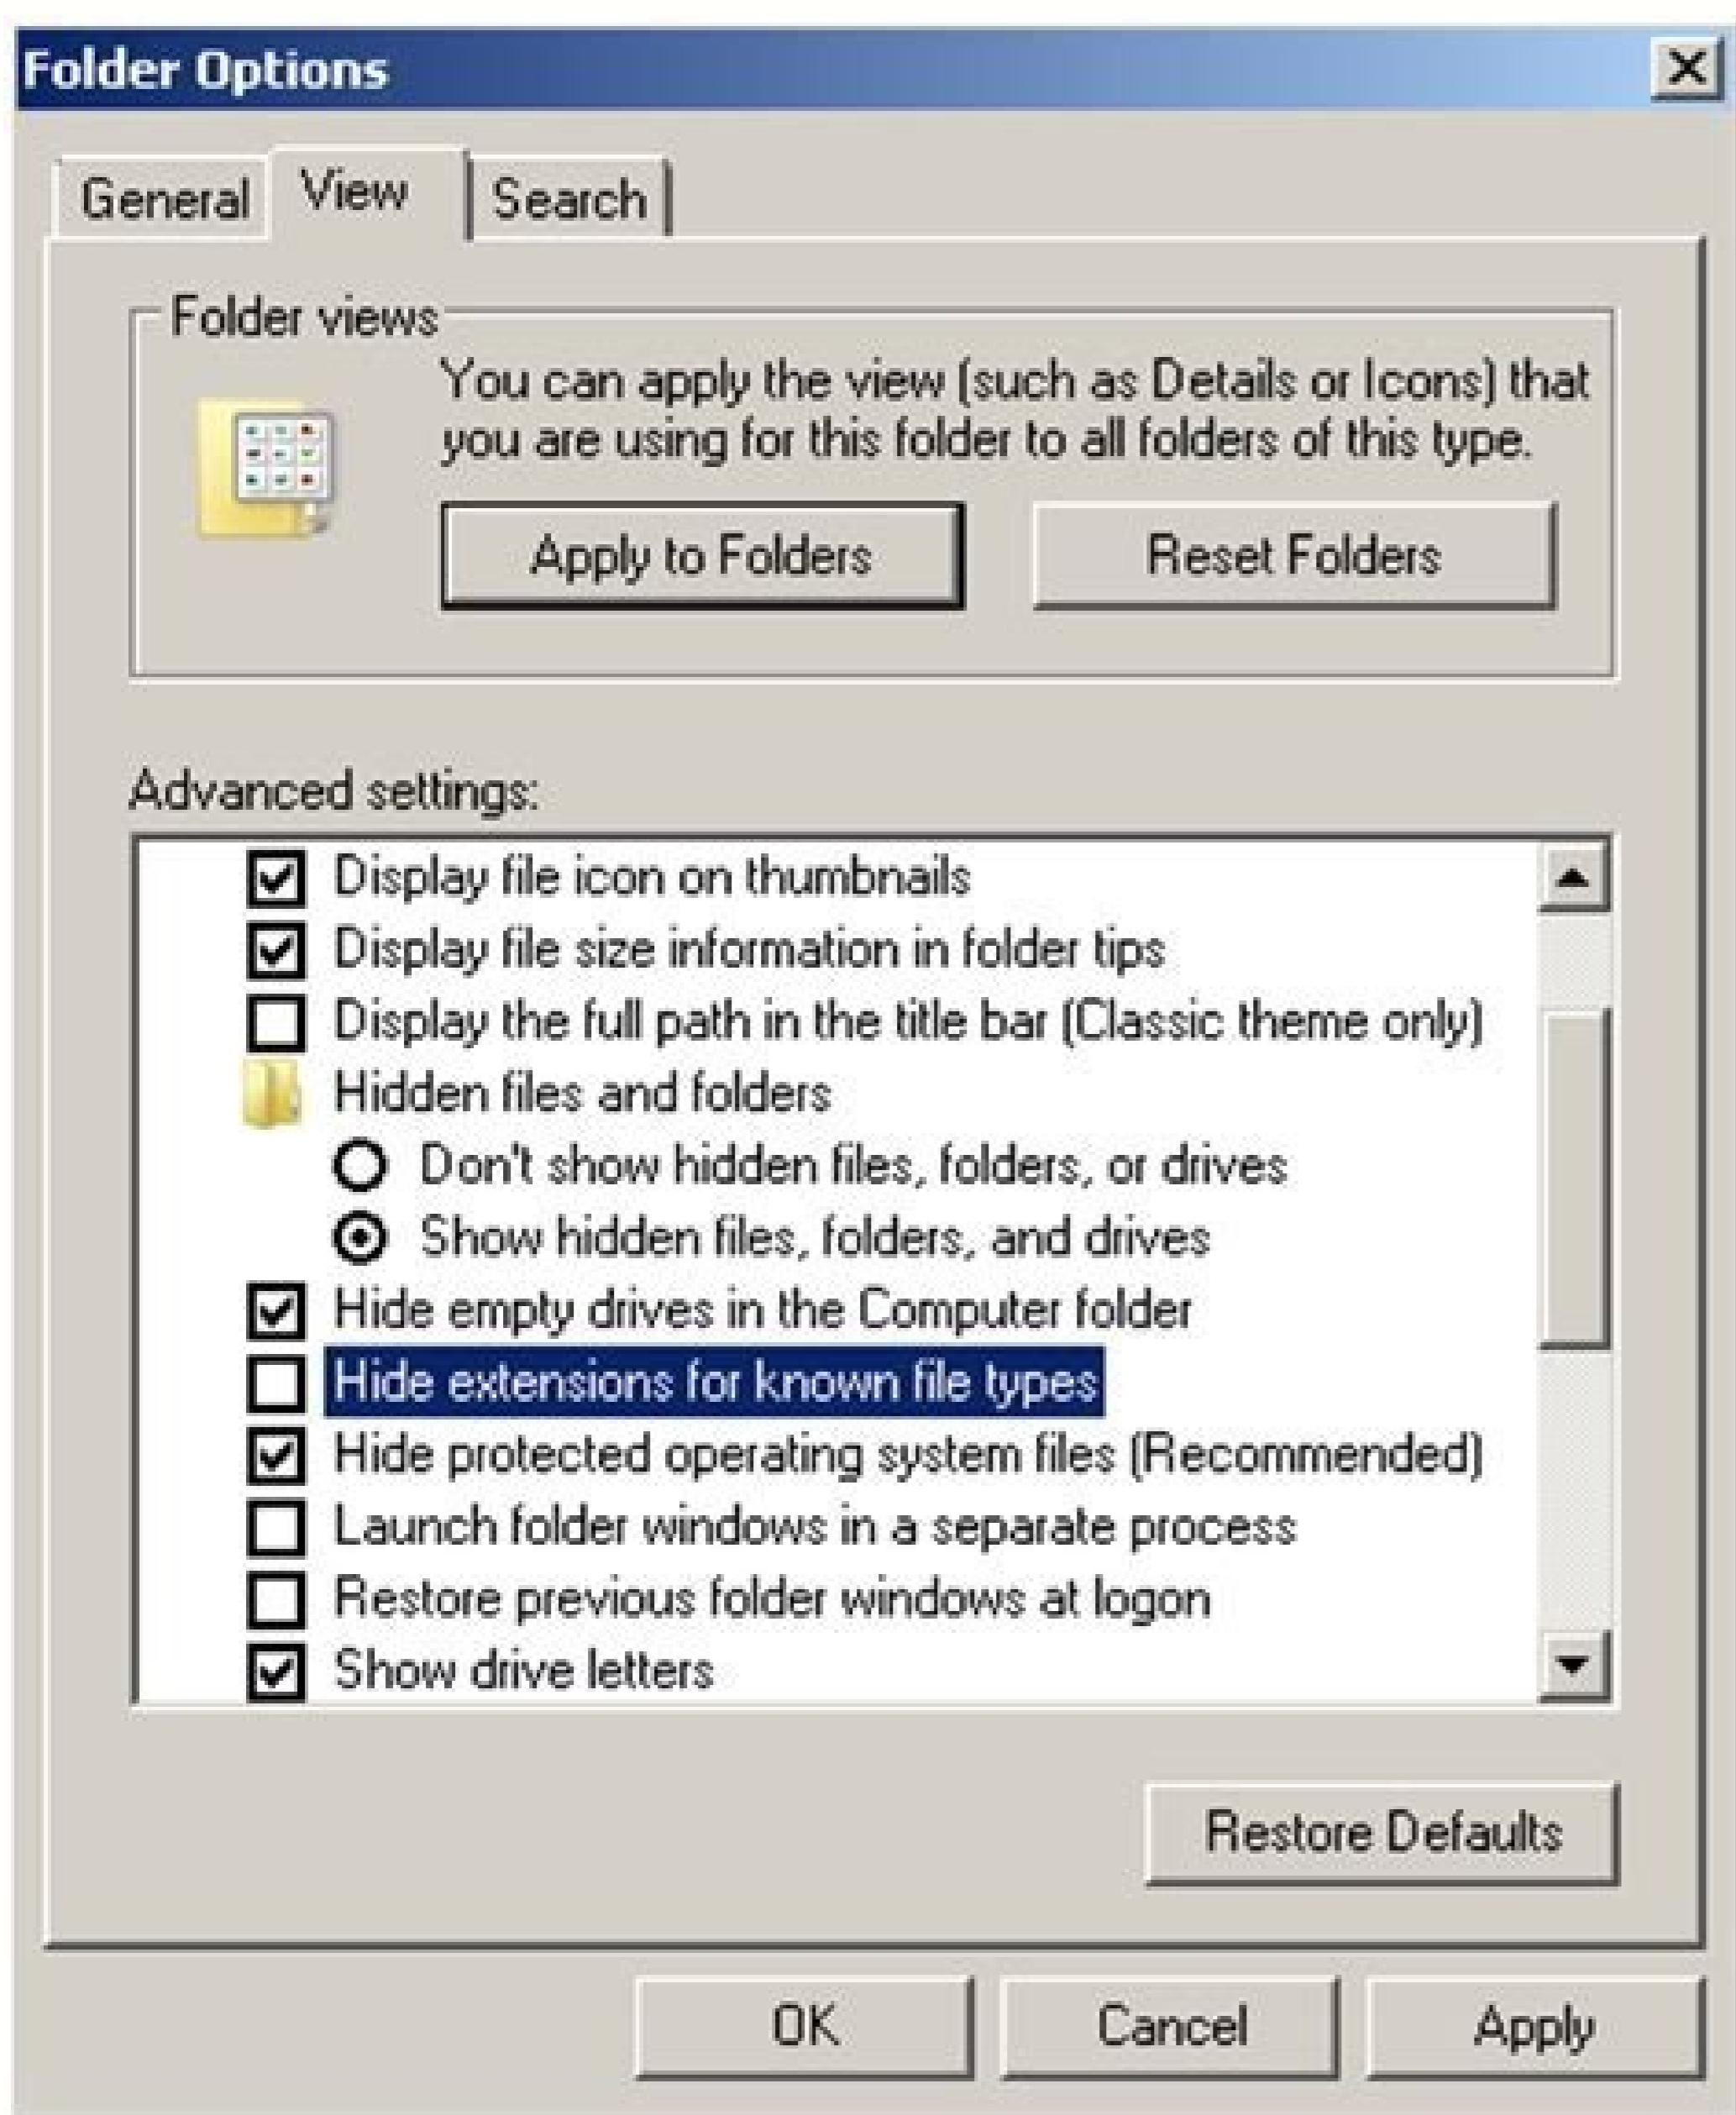 Folder Options
General View Search
Folder views
You can apply the view (such as Details or Icons) that
you are using for this folder to all folders of this type.
Apply to Folders Reset Folders
Advanced settings:
Display file icon on thumbnails
Display file size information in folder tips
Display the full path in the title bar (Classic theme only)
Hidden files and folders
Don't show hidden files, folders, or drives
Show hidden files, folders, and drives
Hide empty drives in the Computer folder
Hide extensions for known file types
Hide protected operating system files (Recommended)
Launch folder windows in a separate process
Restore previous folder windows at logon
Show drive letters
Restore Defaults
OK Cancel Apply